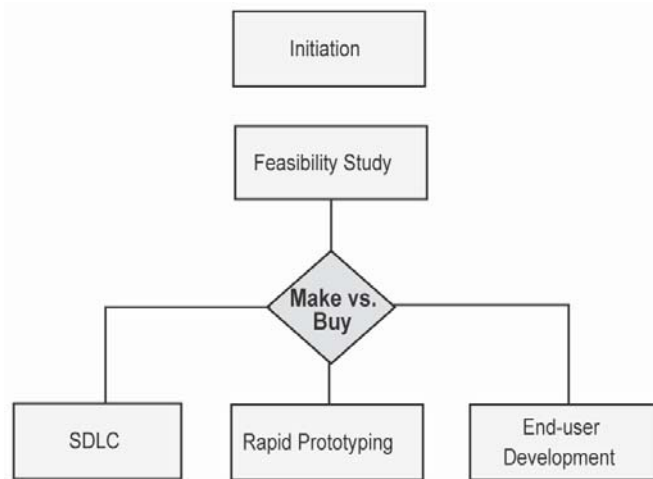 Initiation
Feasibility Study
Make vs.
Buy
SDLC
Rapid Prototyping
End-user
Development